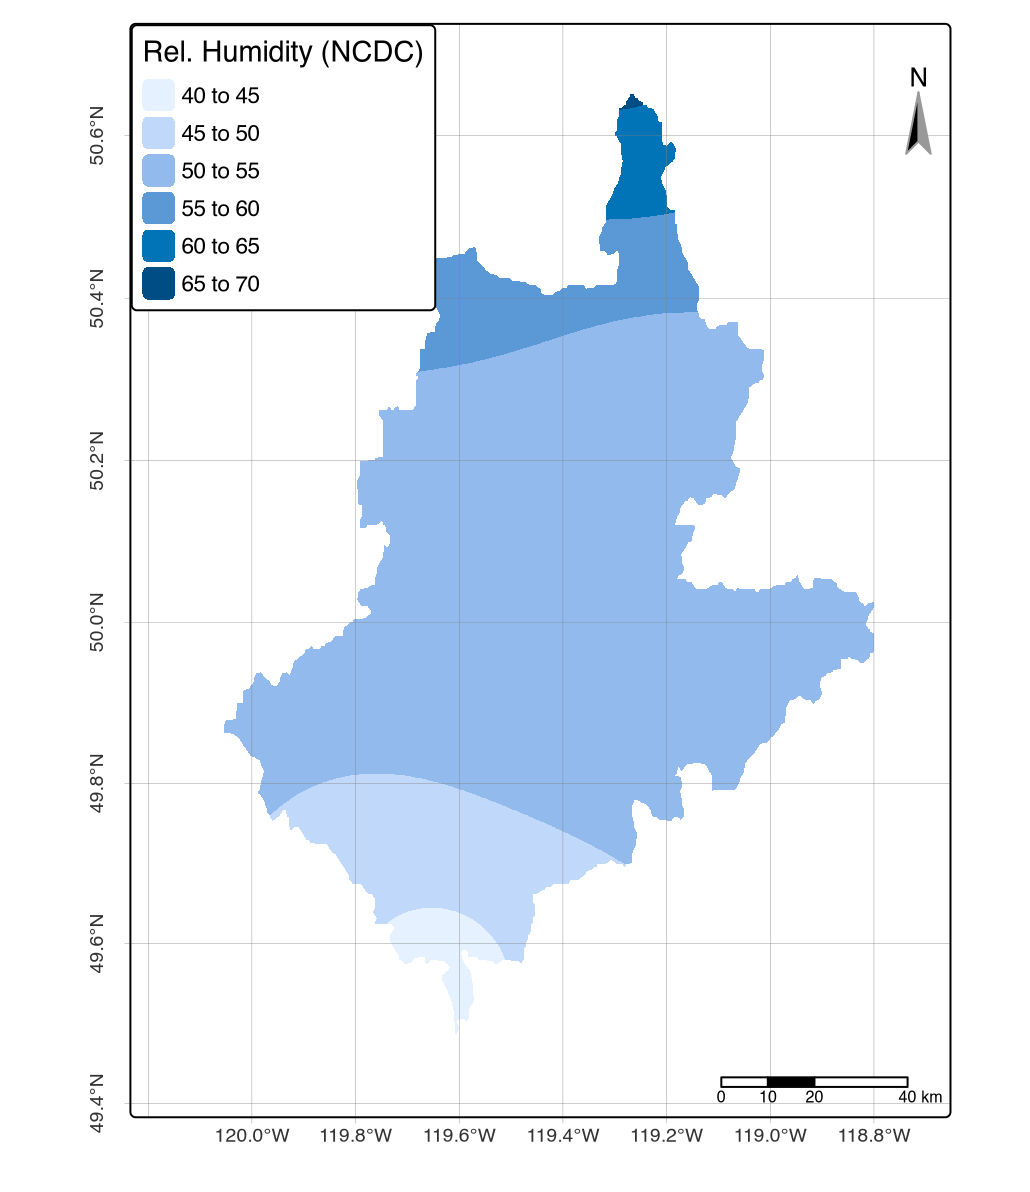 Rel. Humidity (NCDC)
40 to 45
45 to 50
50 to 55
55 to 60
60 to 65
65 to 70
N
50.6°N
50.4°N
50.2°N
50.0°N
49.8°N
49.6°N
49.4°N
0 10 20 40 km
120.0°W 119.8°W 119.6°W 119.4°W 119.2°W 119.0°W 118.8°W